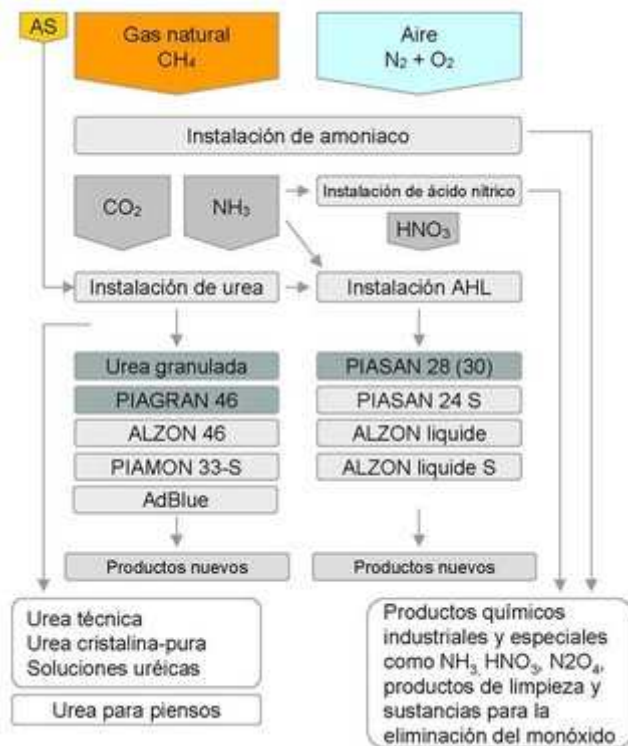 AS
Gas natural
CH₄
Aire
N₂ + O₂
Instalación de amoniaco
CO₂
NH₃
Instalación de ácido nítrico
HNO₃
Instalación de urea
Instalación AHL
Urea granulada
PIAGRAN 46
ALZON 46
PIAMON 33-S
AdBlue
PIASAN 28 (30)
PIASAN 24 S
ALZON liquide
ALZON liquide S
Productos nuevos
Productos nuevos
Urea técnica
Urea cristalina-pura
Soluciones uréicas
Urea para piensos
Productos químicos
industriales y especiales
como NH₃, HNO₃, N2O₄,
productos de limpieza y
sustancias para la
eliminación del monóxido